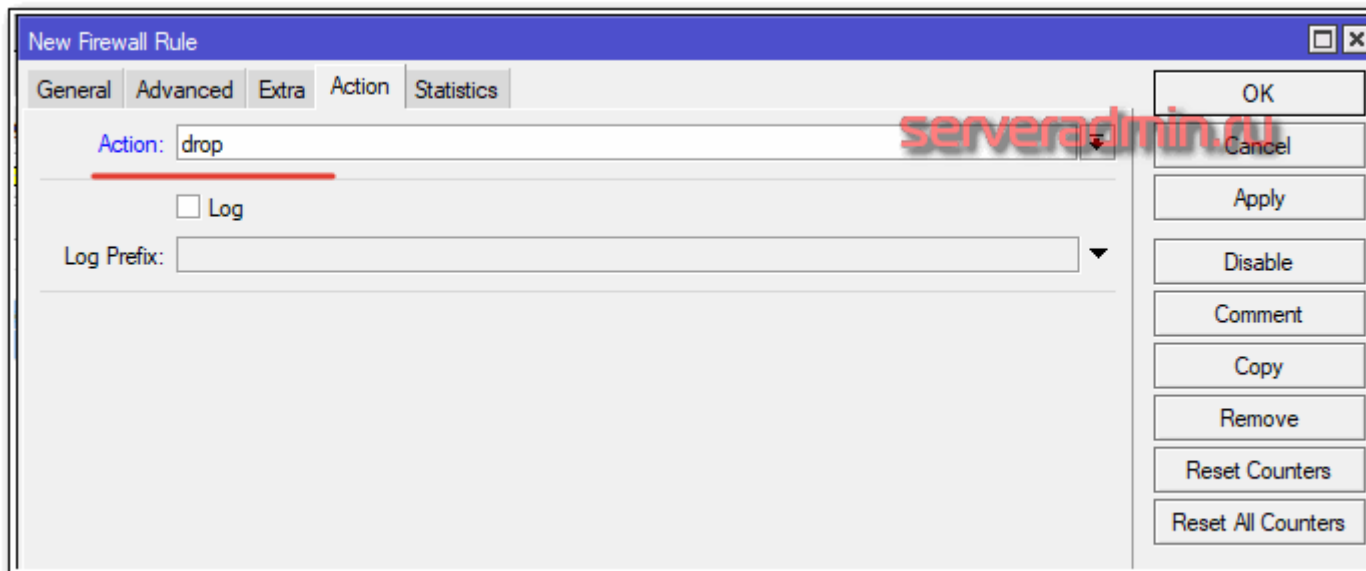 New Firewall Rule
General Advanced Extra Action Statistics
Action: drop
Log
Log Prefix:
OK
Cancel
Apply
Disable
Comment
Copy
Remove
Reset Counters
Reset All Counters
serveradmin.ru